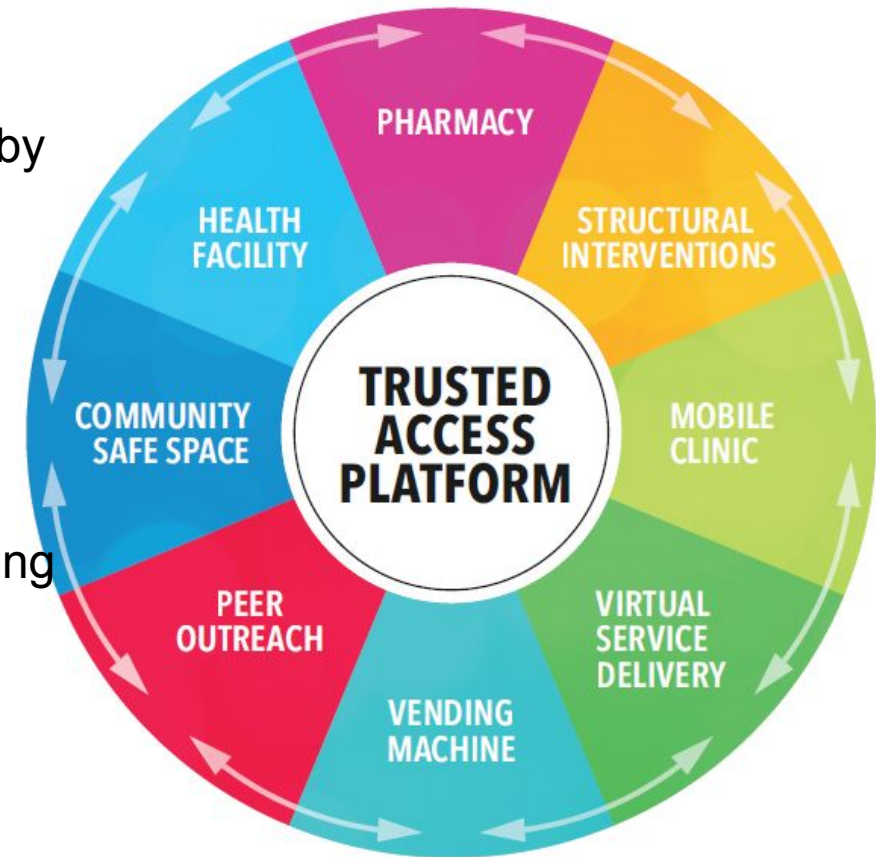 by
ng
PHARMACY
STRUCTURAL
INTERVENTIONS
MOBILE
CLINIC
VIRTUAL
SERVICE
DELIVERY
VENDING
MACHINE
PEER
OUTREACH
COMMUNITY
SAFE SPACE
HEALTH
FACILITY
TRUSTED
ACCESS
PLATFORM